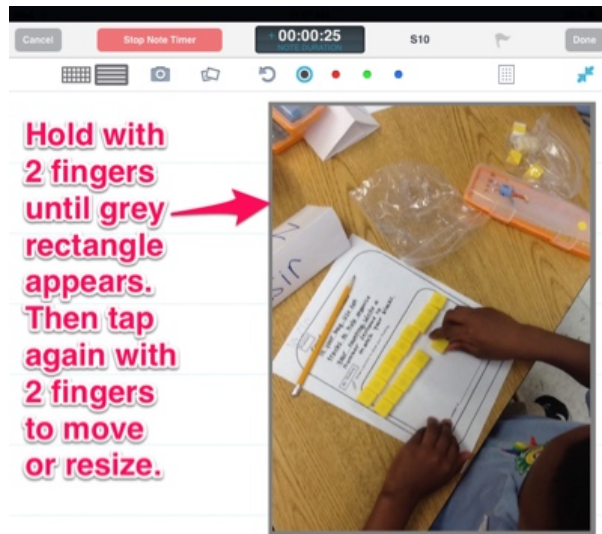 Cancel
Stop Note Timer
+ 00:00:25
NOTE DURATION
S10
Done
Hold with
2 fingers
until grey
rectangle
appears.
Then tap
again with
2 fingers
to move
or resize.